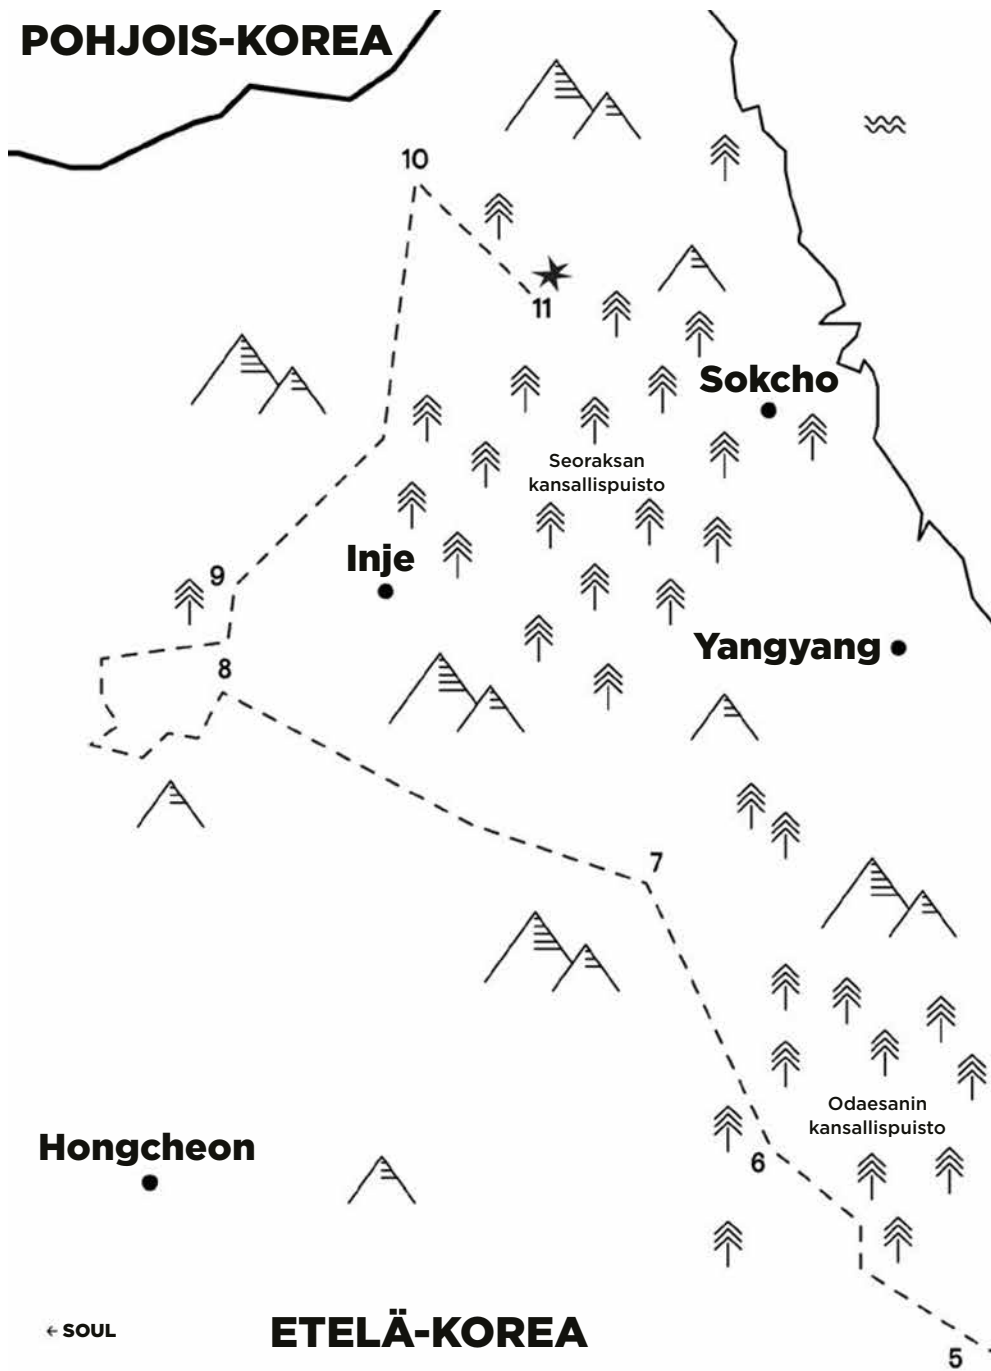 POHJOIS-KOREA
10
11
Sokcho
Seoraksan
kansallispuisto
Inje
9
Yangyang
8
7
Odaesanin
kansallispuisto
Hongcheon
6
← SOUL
ETELÄ-KOREA
5